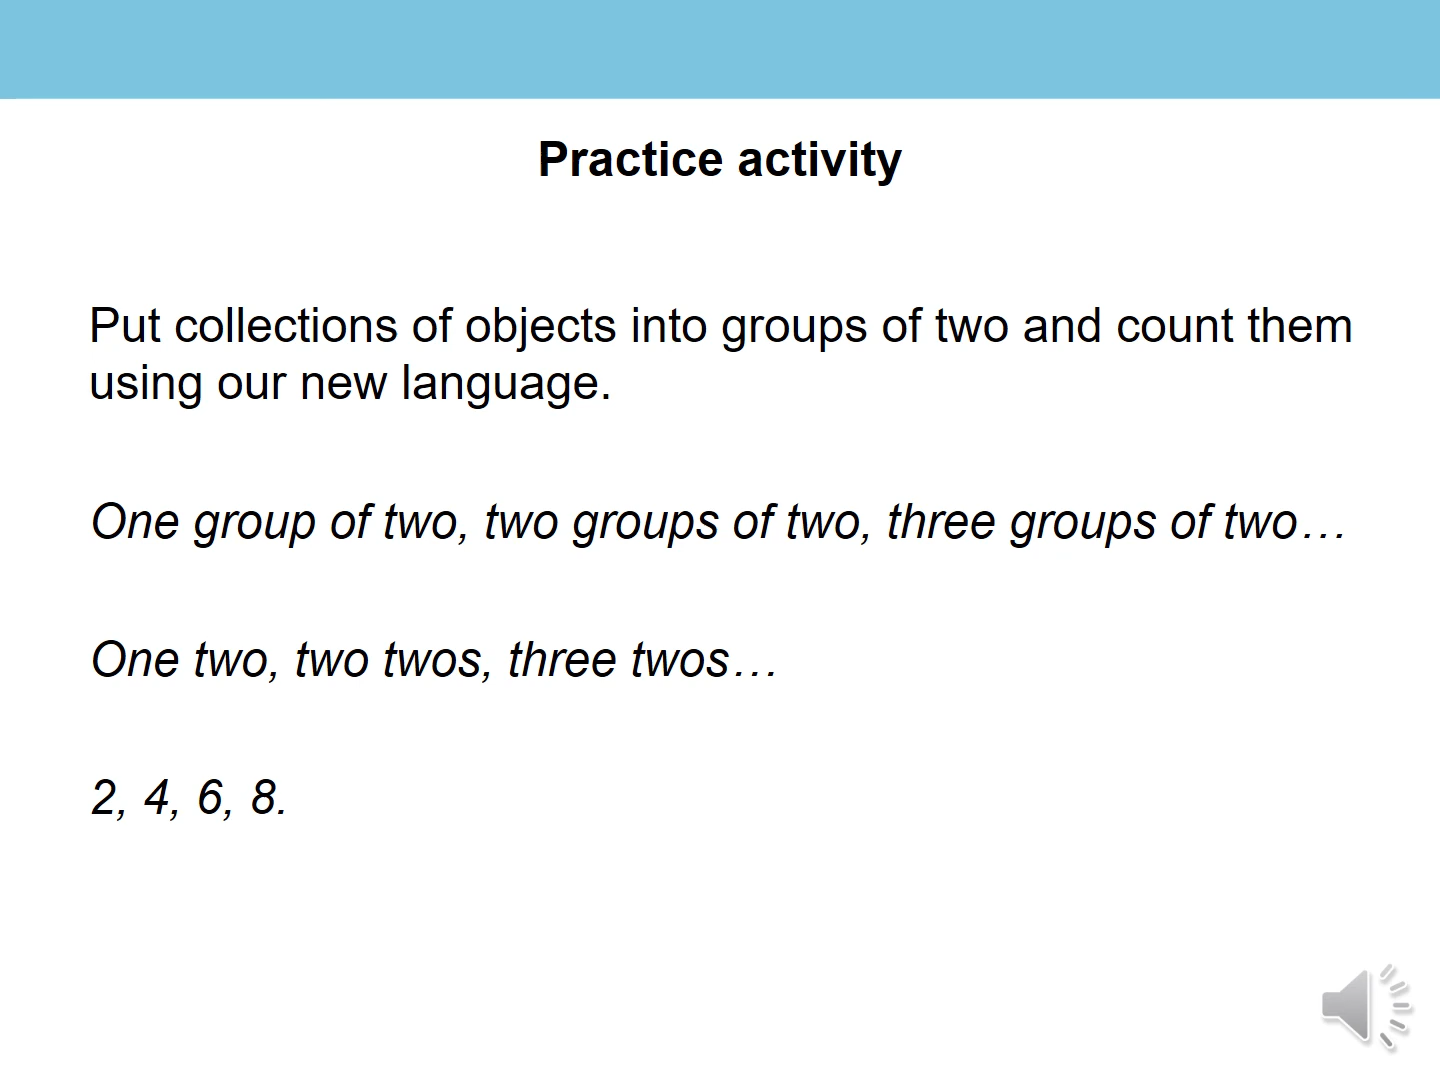 Practice activity
Put collections of objects into groups of two and count them
using our new language.
One group of two, two groups of two, three groups of two…
One two, two twos, three twos…
2, 4, 6, 8.